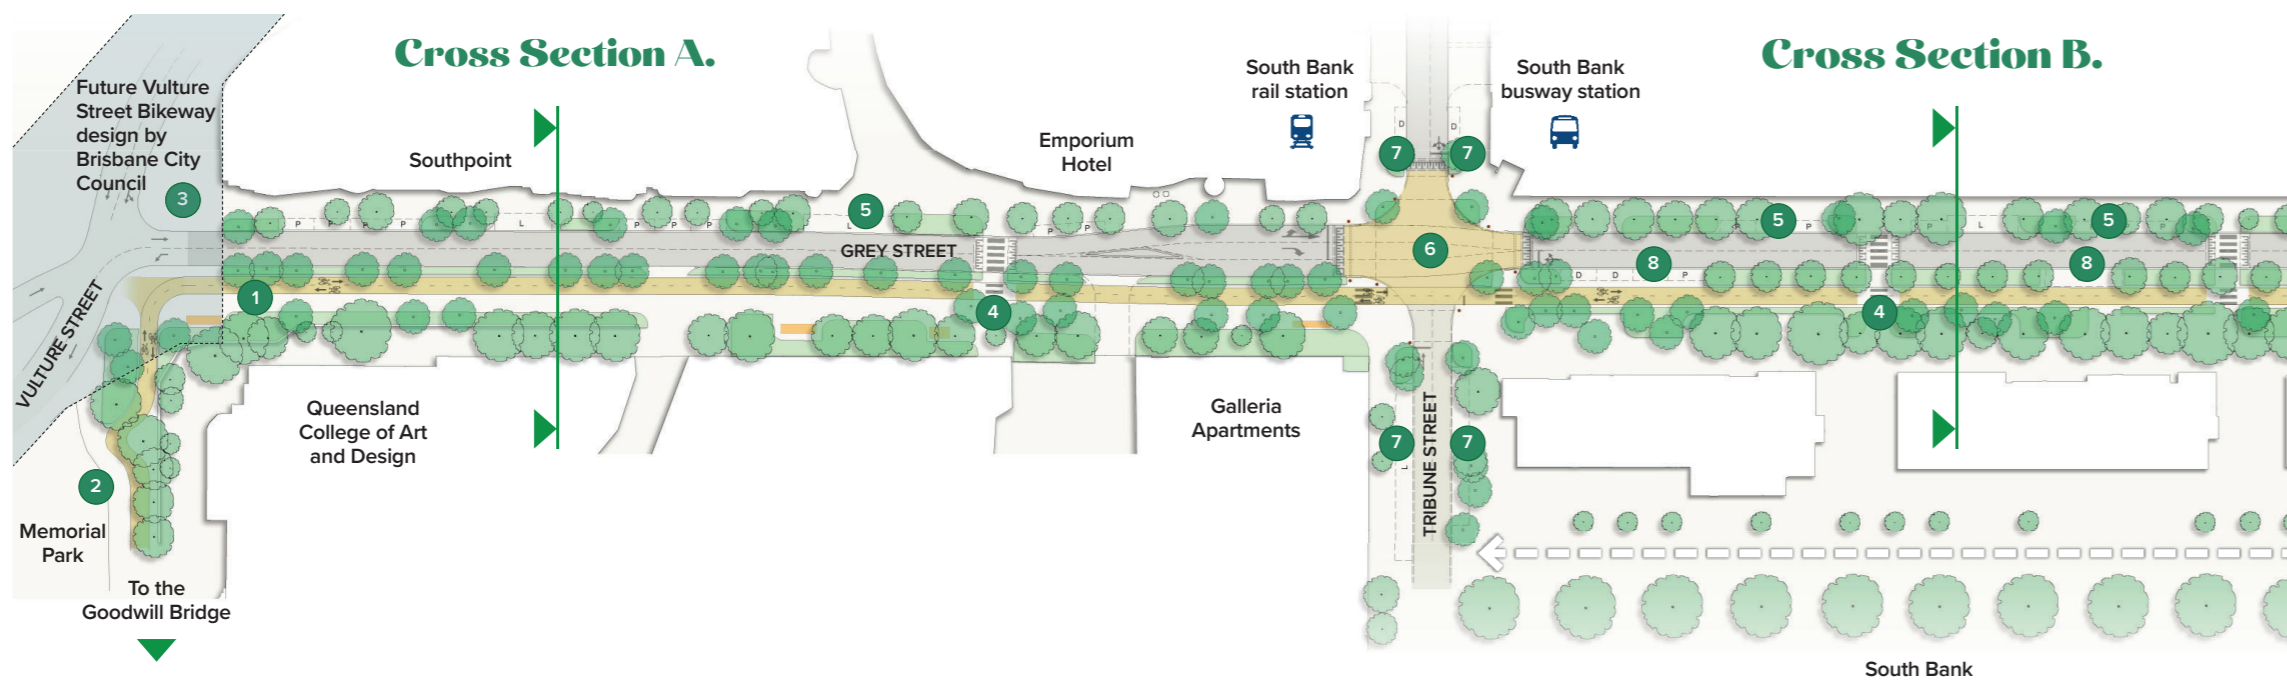 Cross Section A.
Cross Section B.
Future Vulture
Street Bikeway
design by
Brisbane City
Council
3
Southpoint
Emporium
Hotel
South Bank
rail station
South Bank
busway station
7
7
D
D
5
5
5
P
P
P
P
P
L
P
P
P
L
P
P
P
P
L
P
GREY STREET
6
8
8
D
D
P
1
4
4
VULTURE STREET
2
Memorial
Park
To the
Goodwill Bridge
Queensland
College of Art
and Design
Galleria
Apartments
7
7
L
TRIBUNE STREET
South Bank